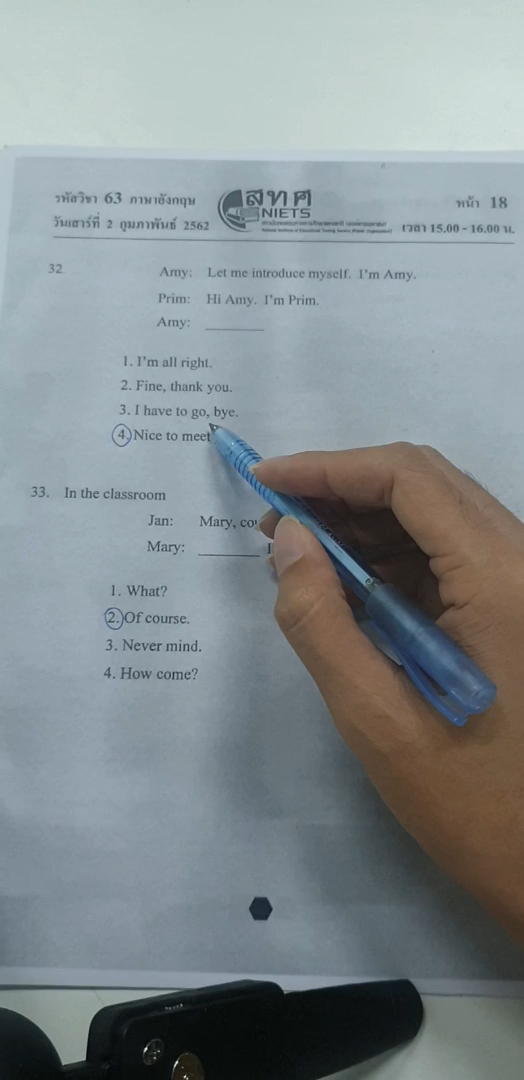 รหัสวิชา 63 ภาษาอังกฤษ
วันเสาร์ที่ 2 กุมภาพันธ์ 2562
สทศ
NIETS
หน้า 18
เวลา 15.00 - 16.00 น.
32
Amy: Let me introduce myself. I'm Amy.
Prim: Hi Amy. I'm Prim.
Amy: ________
1. I'm all right.
2. Fine, thank you.
3. I have to go, bye.
4. Nice to meet
33. In the classroom
Jan: Mary,
Mary: ________
1. What?
2. Of course.
3. Never mind.
4. How come?